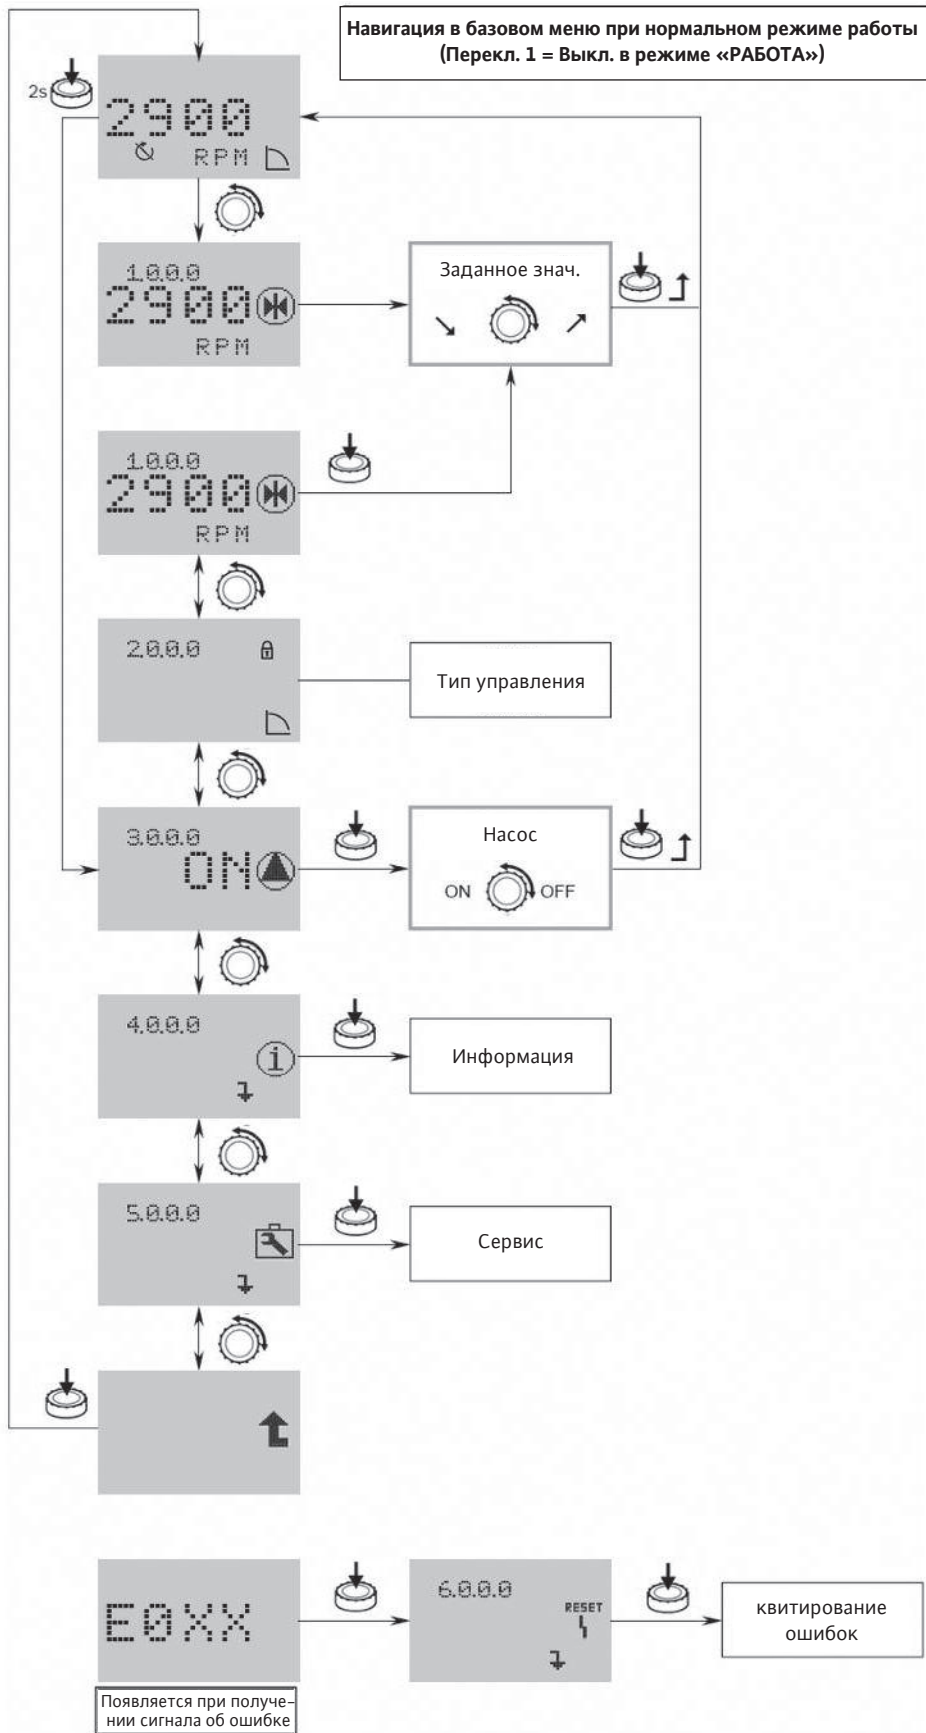 Навигация в базовом меню при нормальном режиме работы
(Перекл. 1 = Выкл. в режиме «РАБОТА»)
2s
2900
RPM
1.0.0.0
2900
RPM
Заданное знач.
1.0.0.0
2900
RPM
2.0.0.0
Тип управления
3.0.0.0
ON
Насос
ON OFF
4.0.0.0
i
Информация
5.0.0.0
Сервис
E0XX
6.0.0.0
RESET
квитирование
ошибок
Появляется при получе-
нии сигнала об ошибке